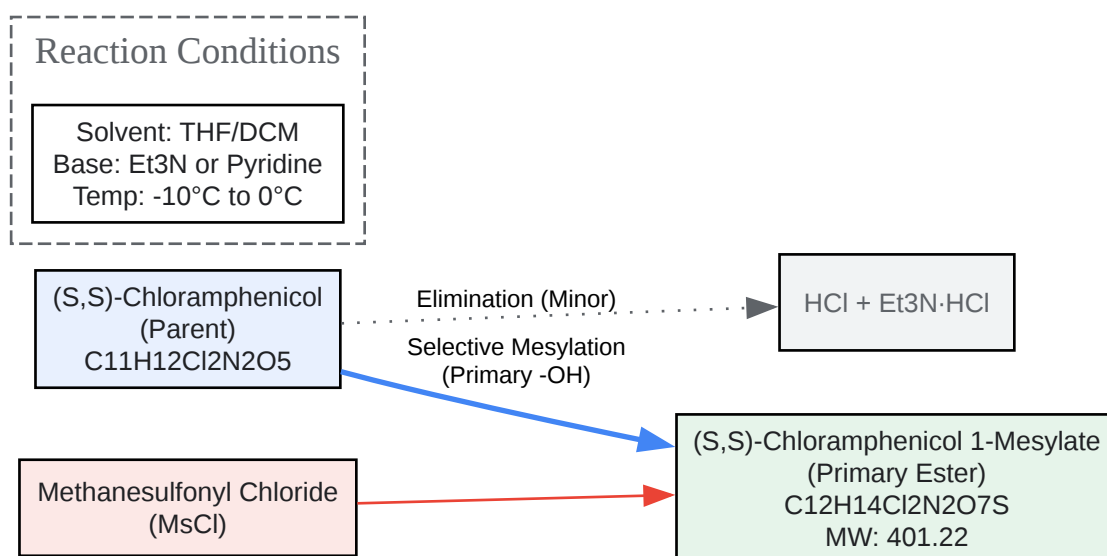 Reaction Conditions
Solvent: THF/DCM
Base: Et3N or Pyridine
Temp: -10°C to 0°C
(S,S)-Chloramphenicol
(Parent)
C11H12Cl2N2O5
Elimination (Minor)
HCl + Et3N·HCl
Selective Mesylation
(Primary -OH)
Methanesulfonyl Chloride
(MsCl)
(S,S)-Chloramphenicol 1-Mesylate
(Primary Ester)
C12H14Cl2N2O7S
MW: 401.22